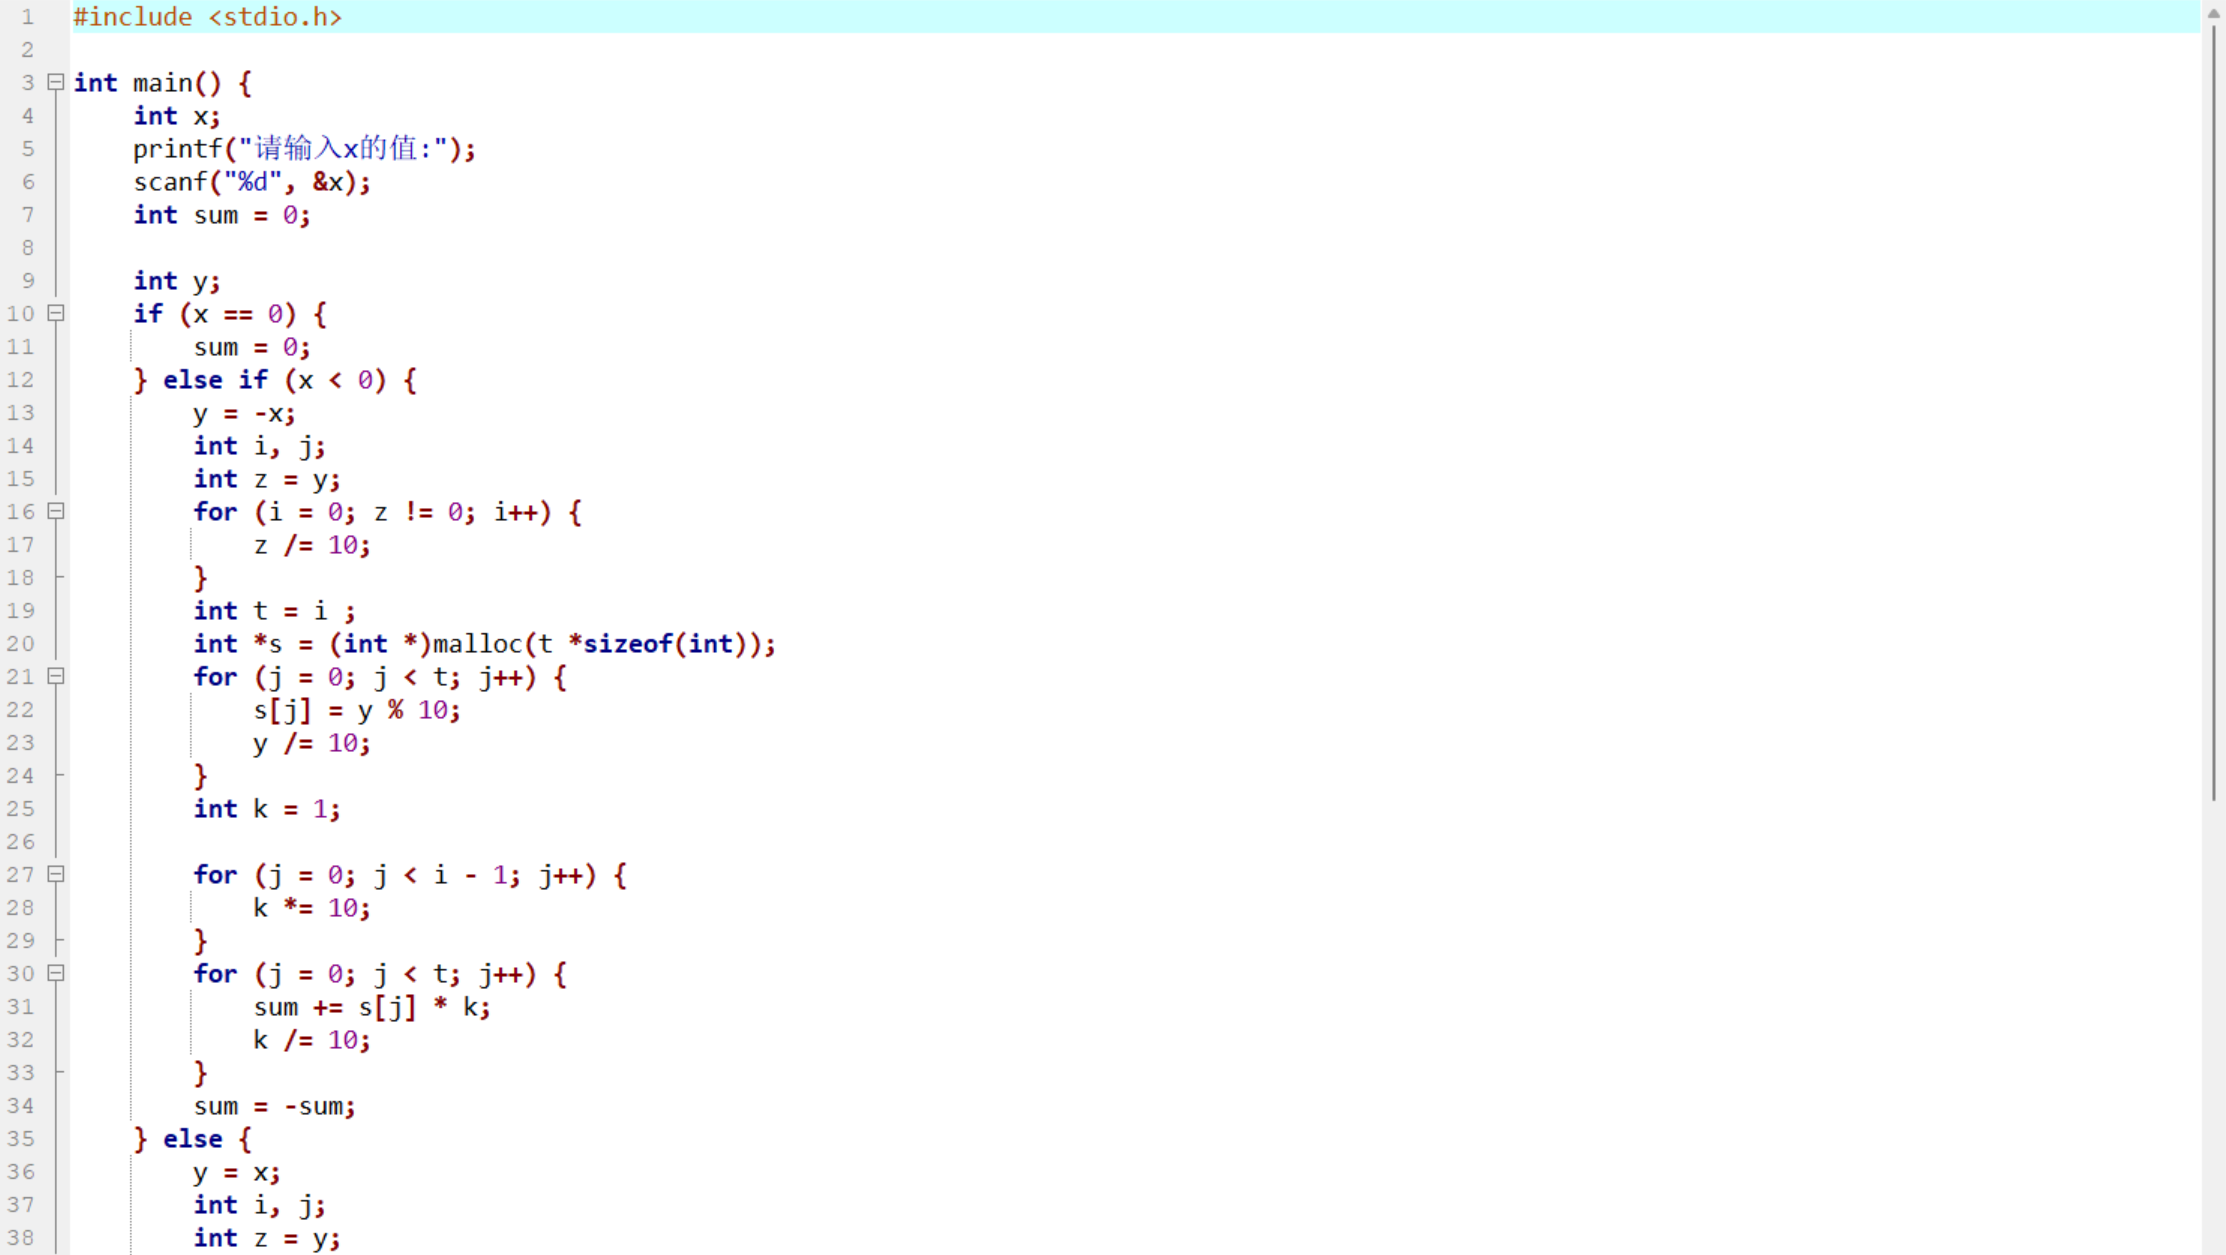 1 #include <stdio.h>
2
3 int main() {
4     int x;
5     printf("请输入x的值:");
6     scanf("%d", &x);
7     int sum = 0;
8
9     int y;
10     if (x == 0) {
11         sum = 0;
12     } else if (x < 0) {
13         y = -x;
14         int i, j;
15         int z = y;
16         for (i = 0; z != 0; i++) {
17             z /= 10;
18         }
19         int t = i ;
20         int *s = (int *)malloc(t *sizeof(int));
21         for (j = 0; j < t; j++) {
22             s[j] = y % 10;
23             y /= 10;
24         }
25         int k = 1;
26
27         for (j = 0; j < i - 1; j++) {
28             k *= 10;
29         }
30         for (j = 0; j < t; j++) {
31             sum += s[j] * k;
32             k /= 10;
33         }
34         sum = -sum;
35     } else {
36         y = x;
37         int i, j;
38         int z = y;